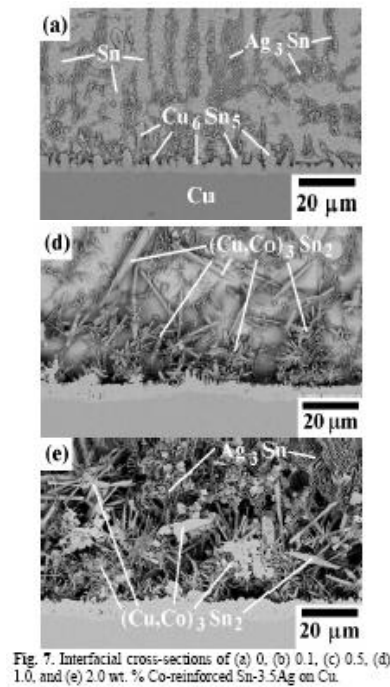 (a)
Sn
Ag3Sn
Cu6Sn5
Cu
20 μm
(d)
(Cu,Co)3Sn2
20 μm
(e)
Ag3Sn
(Cu,Co)3Sn2
20 μm
Fig. 7. Interfacial cross-sections of (a) 0, (b) 0.1, (c) 0.5, (d)
1.0, and (e) 2.0 wt. % Co-reinforced Sn-3.5Ag on Cu.